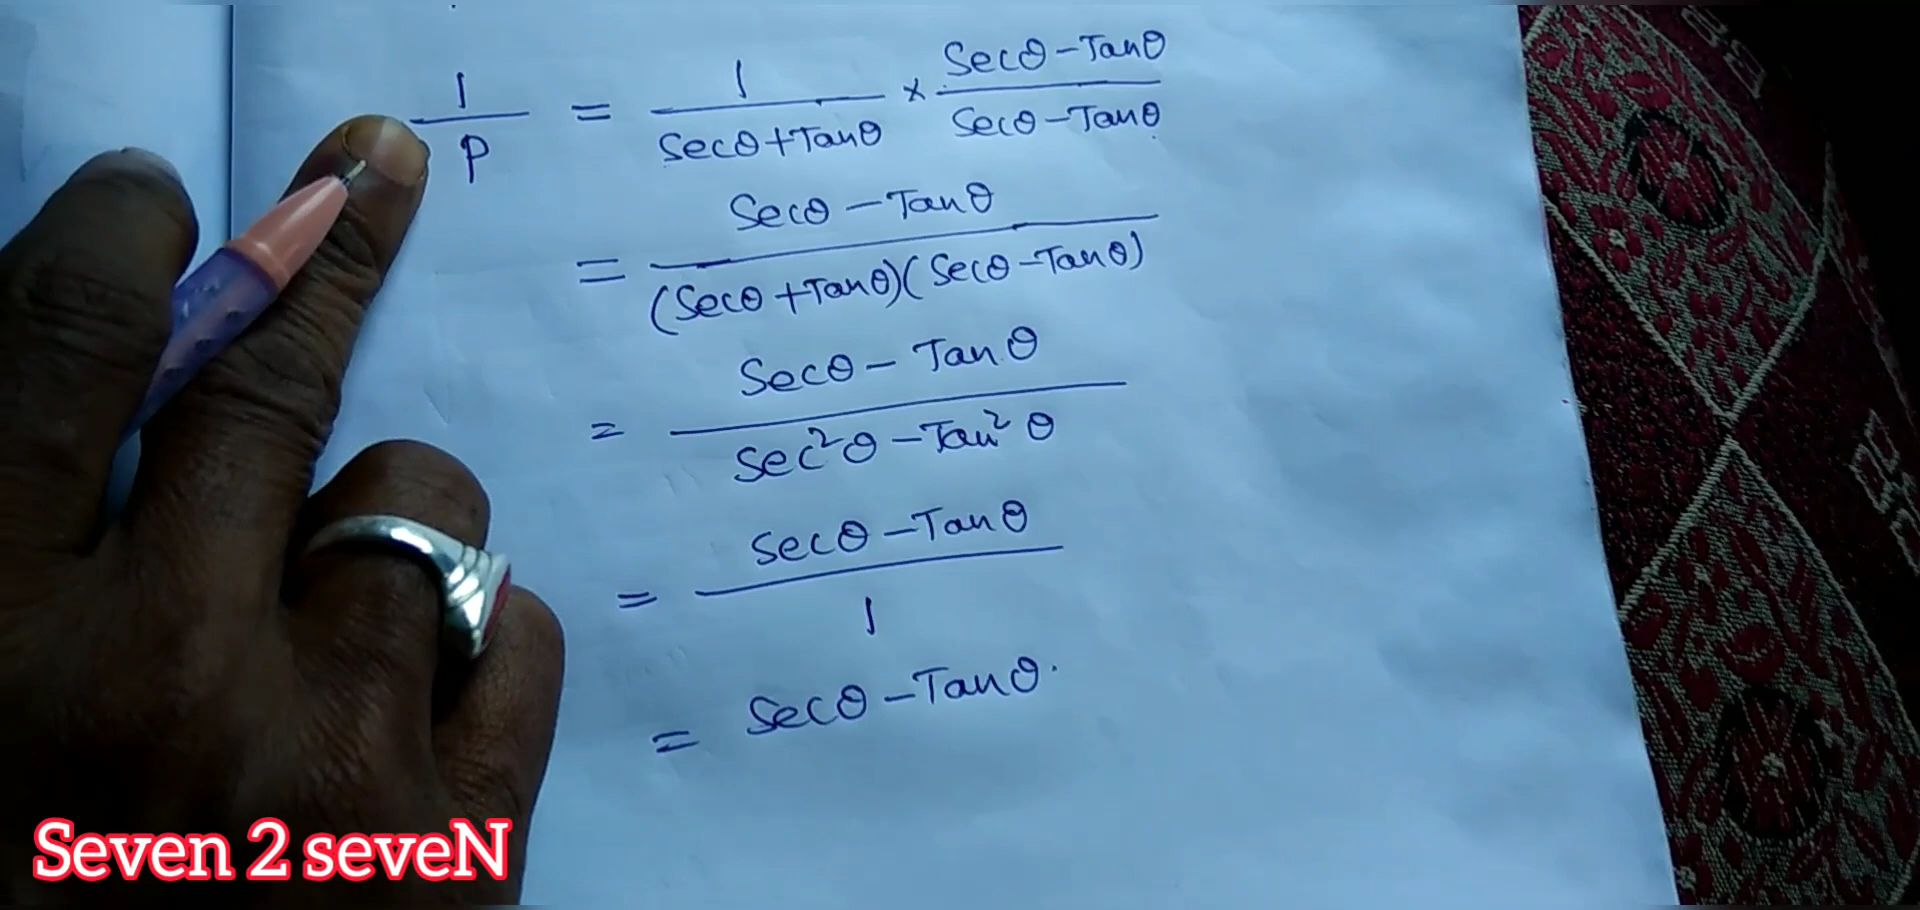 1/P = 1/(Secθ+Tanθ) × (Secθ-Tanθ)/(Secθ-Tanθ)
= (Secθ-Tanθ)/((Secθ+Tanθ)(Secθ-Tanθ))
= (Secθ-Tanθ)/(Sec²θ-Tan²θ)
= (Secθ-Tanθ)/1
= Secθ-Tanθ.
Seven 2 seveN